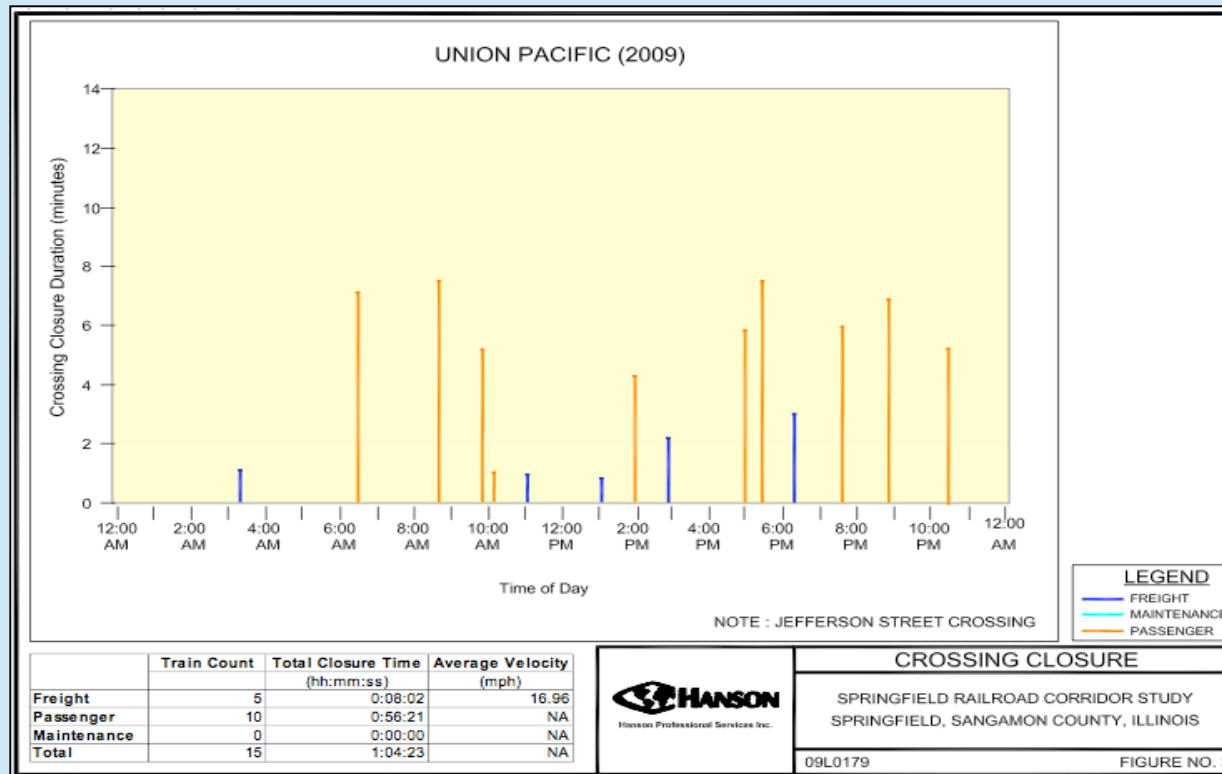 UNION PACIFIC (2009)
Crossing Closure Duration (minutes)
14
12
10
8
6
4
2
0
12:00 2:00 4:00 6:00 8:00 10:00 12:00 2:00 4:00 6:00 8:00 10:00 12:00
AM AM AM AM AM AM PM PM PM PM PM PM AM
Time of Day
NOTE : JEFFERSON STREET CROSSING
LEGEND
FREIGHT
MAINTENANCE
PASSENGER
Train Count Total Closure Time Average Velocity
(hh:mm:ss) (mph)
Freight 5 0:08:02 16.96
Passenger 10 0:56:21 NA
Maintenance 0 0:00:00 NA
Total 15 1:04:23 NA
HANSON
Hanson Professional Services Inc.
CROSSING CLOSURE
SPRINGFIELD RAILROAD CORRIDOR STUDY
SPRINGFIELD, SANGAMON COUNTY, ILLINOIS
09L0179 FIGURE NO.